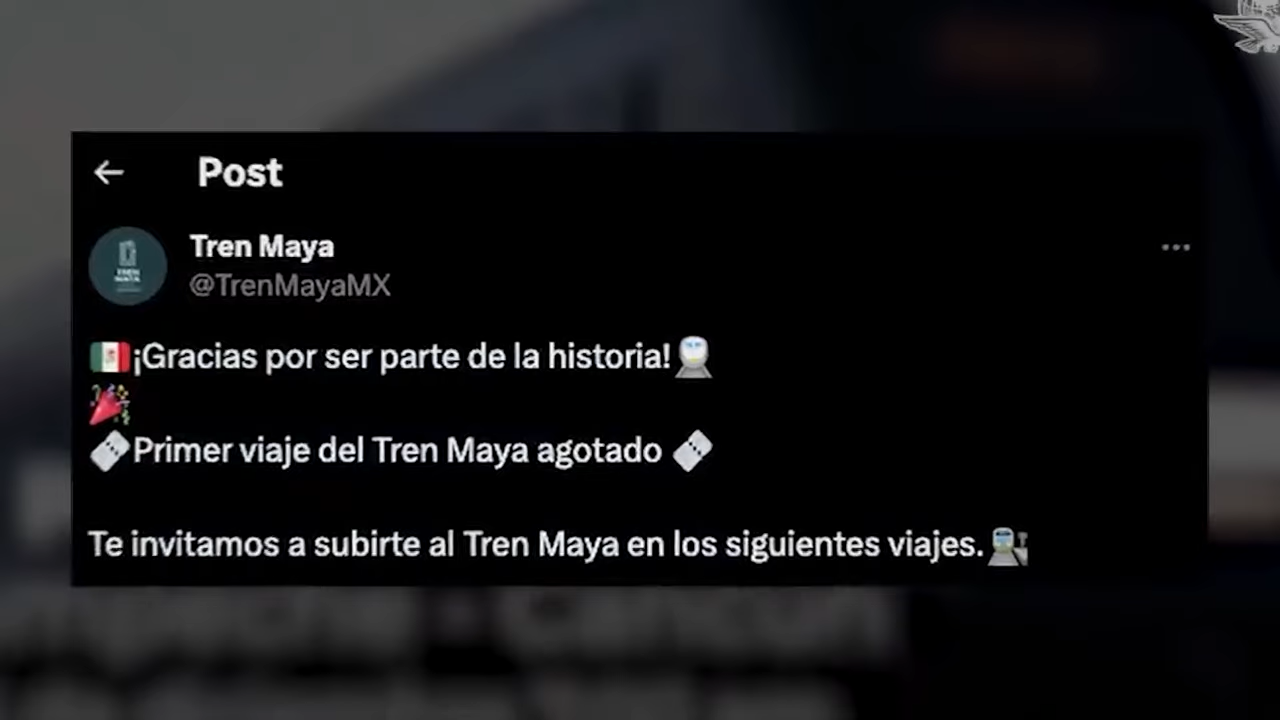 Post
Tren Maya
@TrenMayaMX
🇲🇽¡Gracias por ser parte de la historia!🚆
🎉
🎟️Primer viaje del Tren Maya agotado 🎟️
Te invitamos a subirte al Tren Maya en los siguientes viajes.🚉